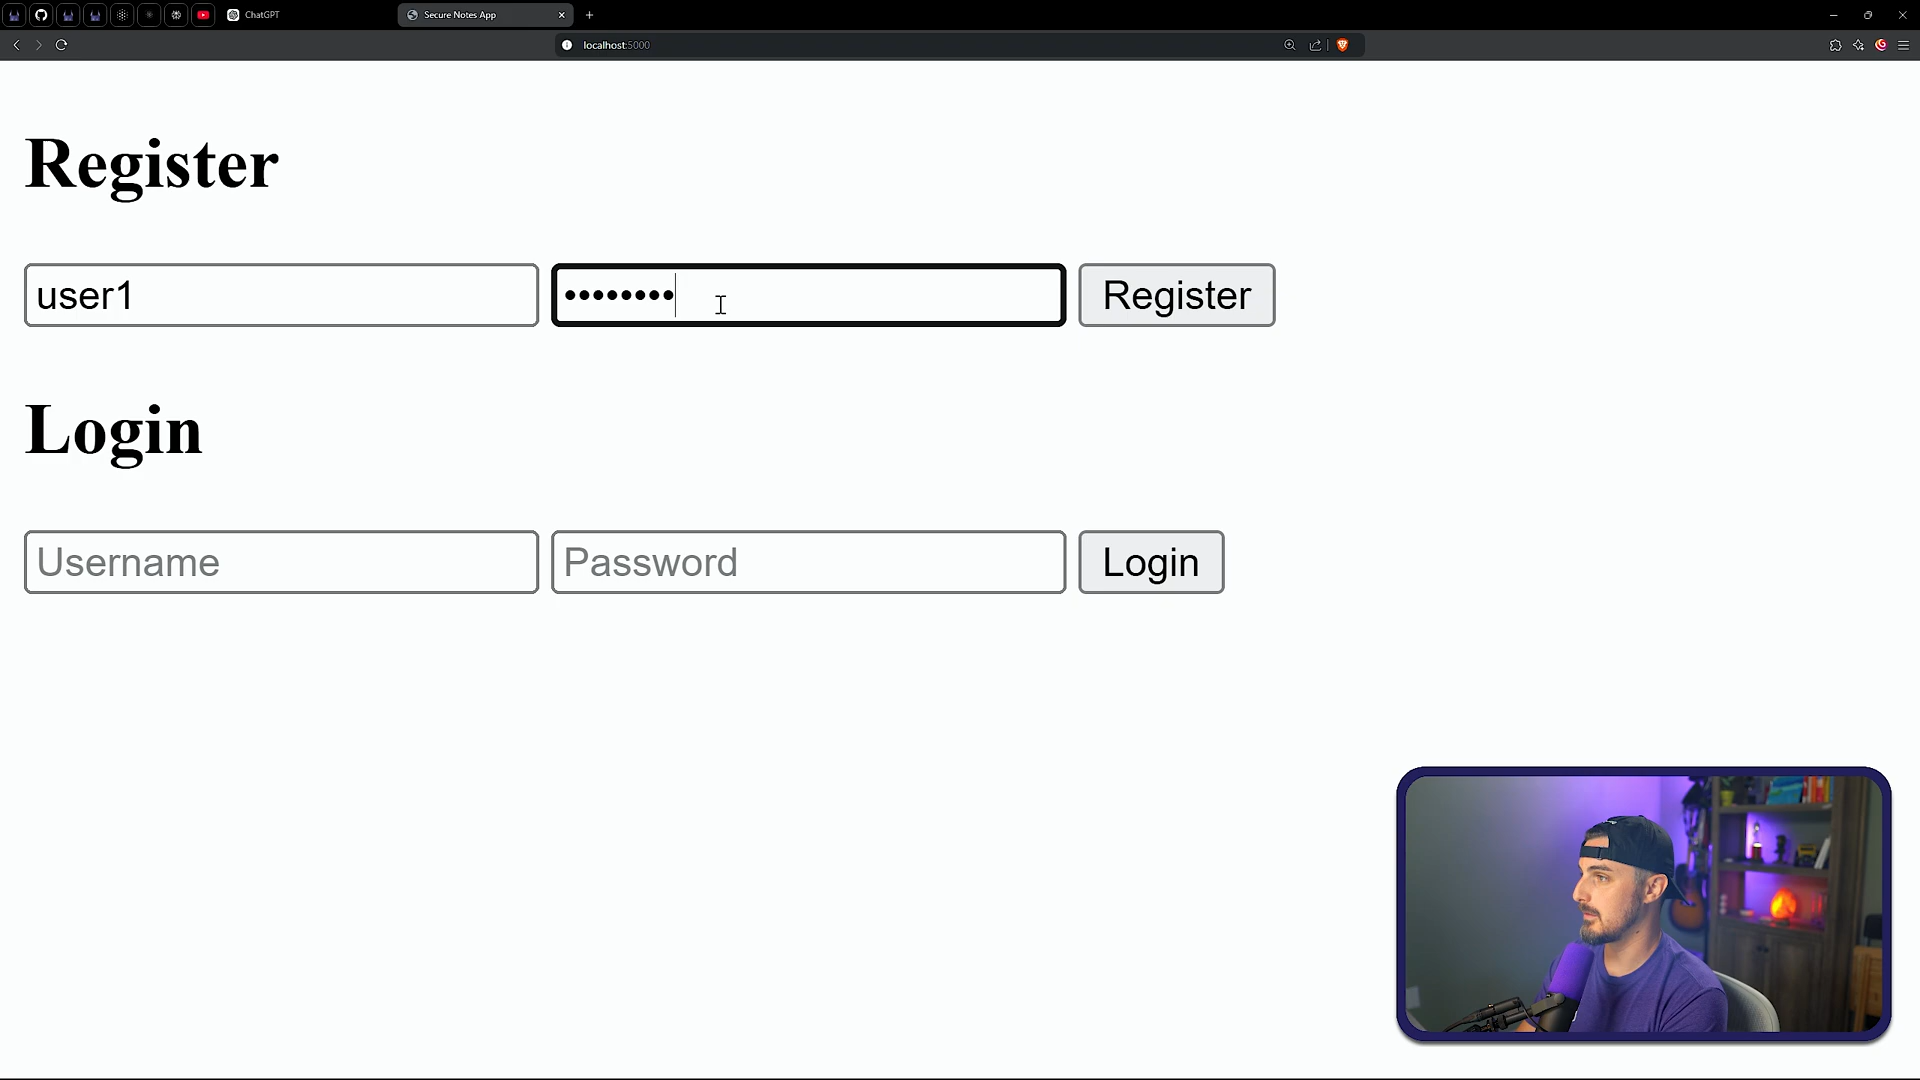 ChatGPT
Secure Notes App
localhost:5000
Register
user1
••••••••
Register
Login
Username
Password
Login